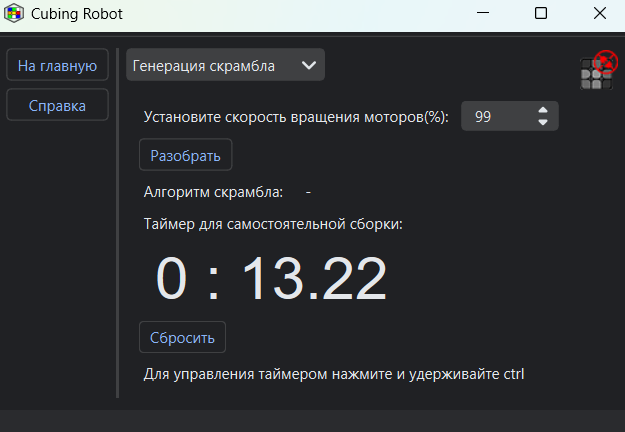 Cubing Robot
На главную
Справка
Генерация скрамбла
Установите скорость вращения моторов(%): 99
Разобрать
Алгоритм скрамбла: -
Таймер для самостоятельной сборки:
0 : 13.22
Сбросить
Для управления таймером нажмите и удерживайте ctrl